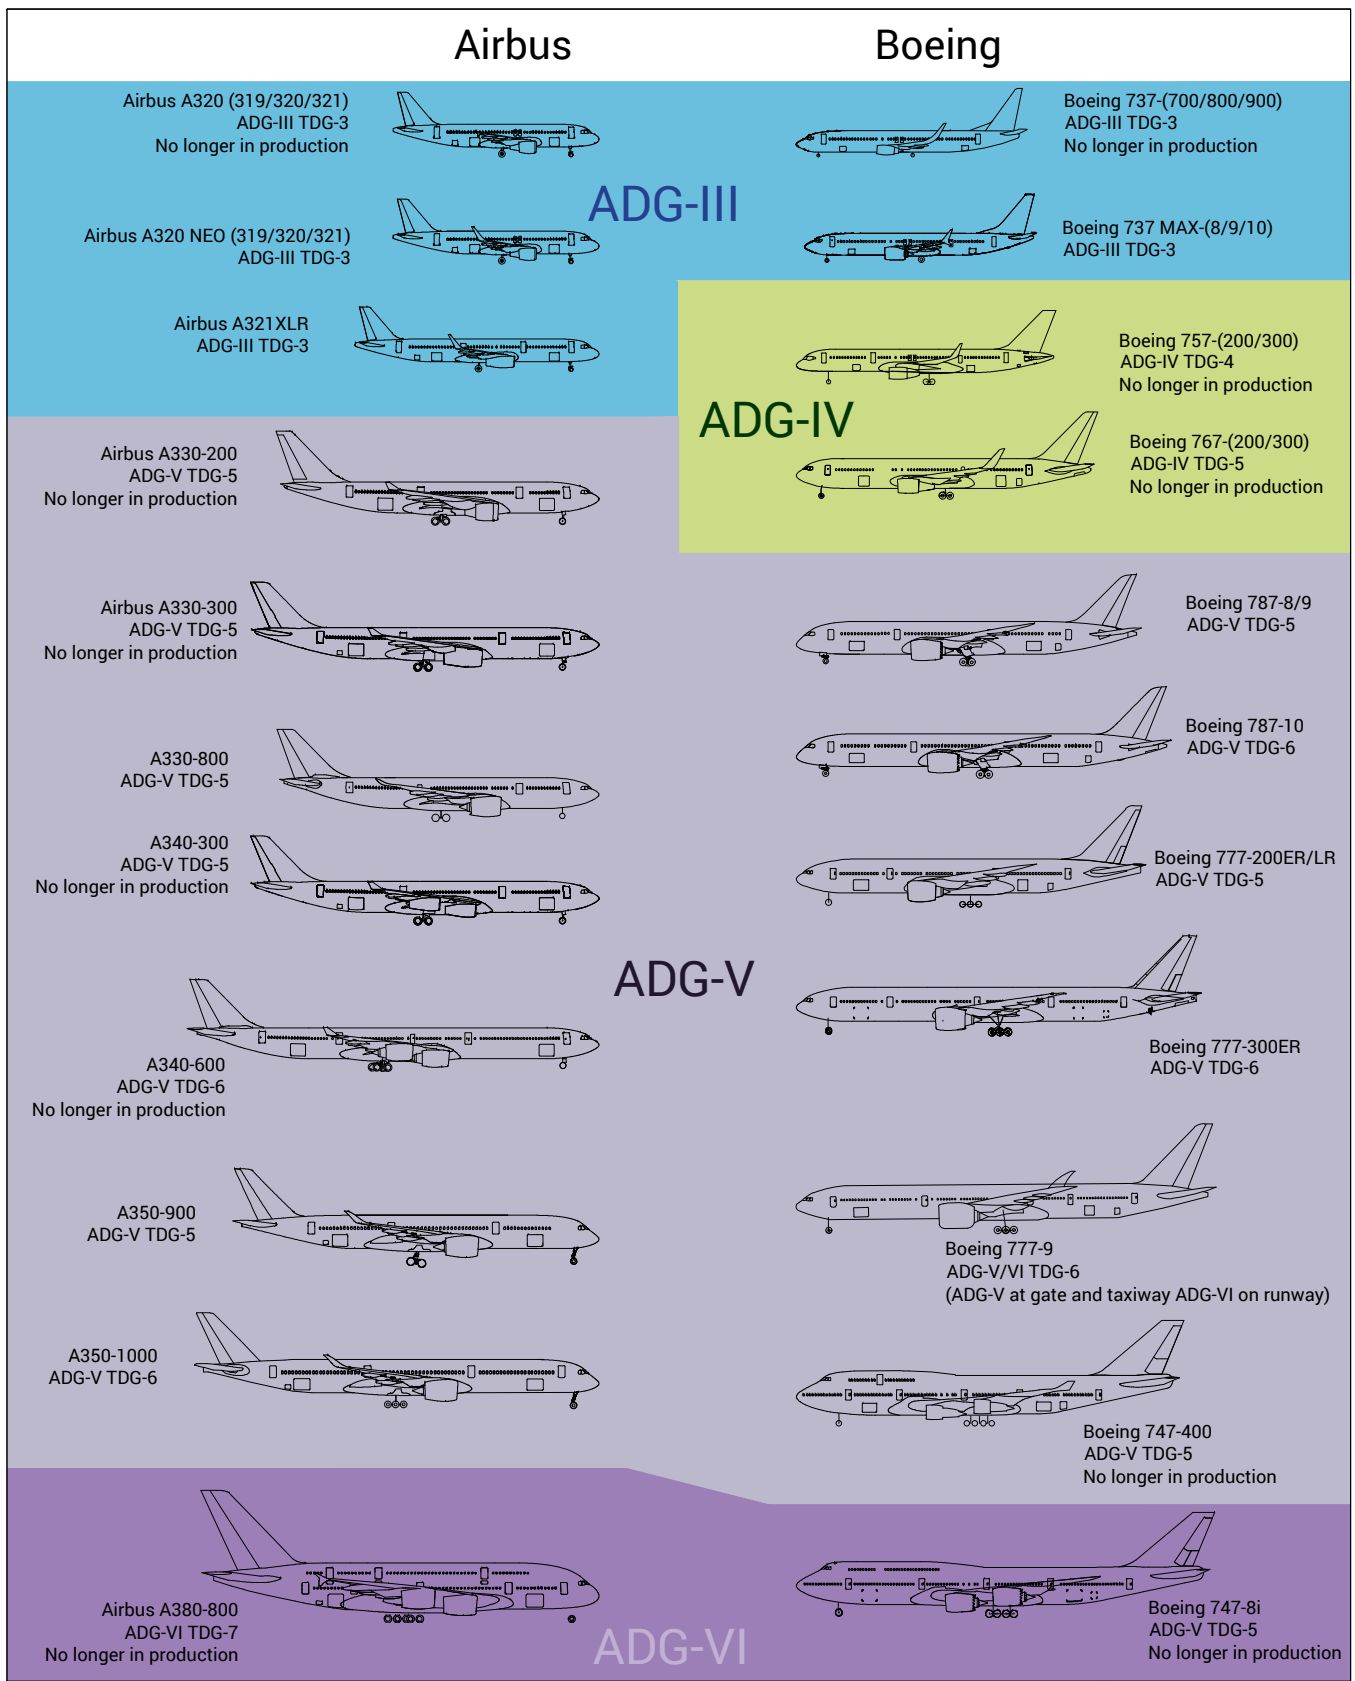 Airbus
Boeing
Airbus A320 (319/320/321)
ADG-III TDG-3
No longer in production
Boeing 737-(700/800/900)
ADG-III TDG-3
No longer in production
ADG-III
Airbus A320 NEO (319/320/321)
ADG-III TDG-3
Boeing 737 MAX-(8/9/10)
ADG-III TDG-3
Airbus A321XLR
ADG-III TDG-3
Boeing 757-(200/300)
ADG-IV TDG-4
No longer in production
ADG-IV
Airbus A330-200
ADG-V TDG-5
No longer in production
Boeing 767-(200/300)
ADG-IV TDG-5
No longer in production
Airbus A330-300
ADG-V TDG-5
No longer in production
Boeing 787-8/9
ADG-V TDG-5
A330-800
ADG-V TDG-5
Boeing 787-10
ADG-V TDG-6
A340-300
ADG-V TDG-5
No longer in production
Boeing 777-200ER/LR
ADG-V TDG-5
ADG-V
A340-600
ADG-V TDG-6
No longer in production
Boeing 777-300ER
ADG-V TDG-6
A350-900
ADG-V TDG-5
Boeing 777-9
ADG-V/VI TDG-6
(ADG-V at gate and taxiway ADG-VI on runway)
A350-1000
ADG-V TDG-6
Boeing 747-400
ADG-V TDG-5
No longer in production
Airbus A380-800
ADG-VI TDG-7
No longer in production
ADG-VI
Boeing 747-8i
ADG-V TDG-5
No longer in production